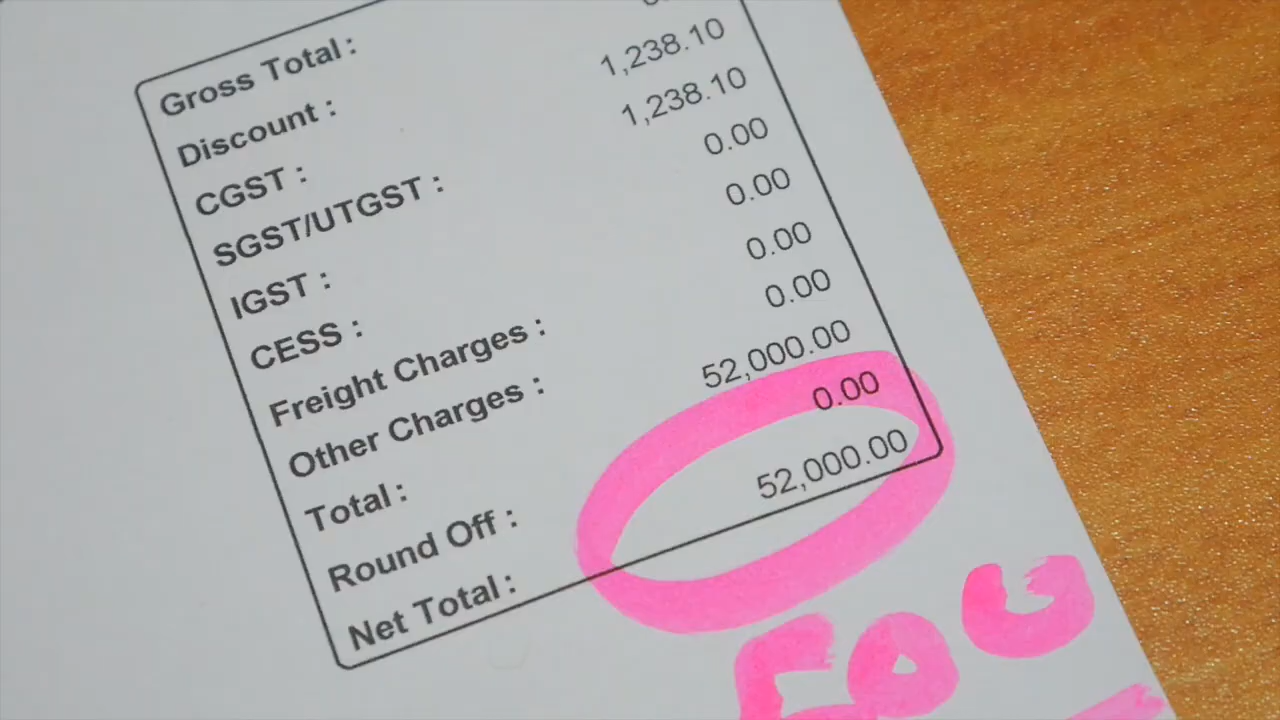 Gross Total :
Discount :
CGST : 1,238.10
SGST/UTGST : 1,238.10
IGST : 0.00
CESS : 0.00
Freight Charges : 0.00
Other Charges : 0.00
Total : 52,000.00
Round Off : 0.00
Net Total : 52,000.00